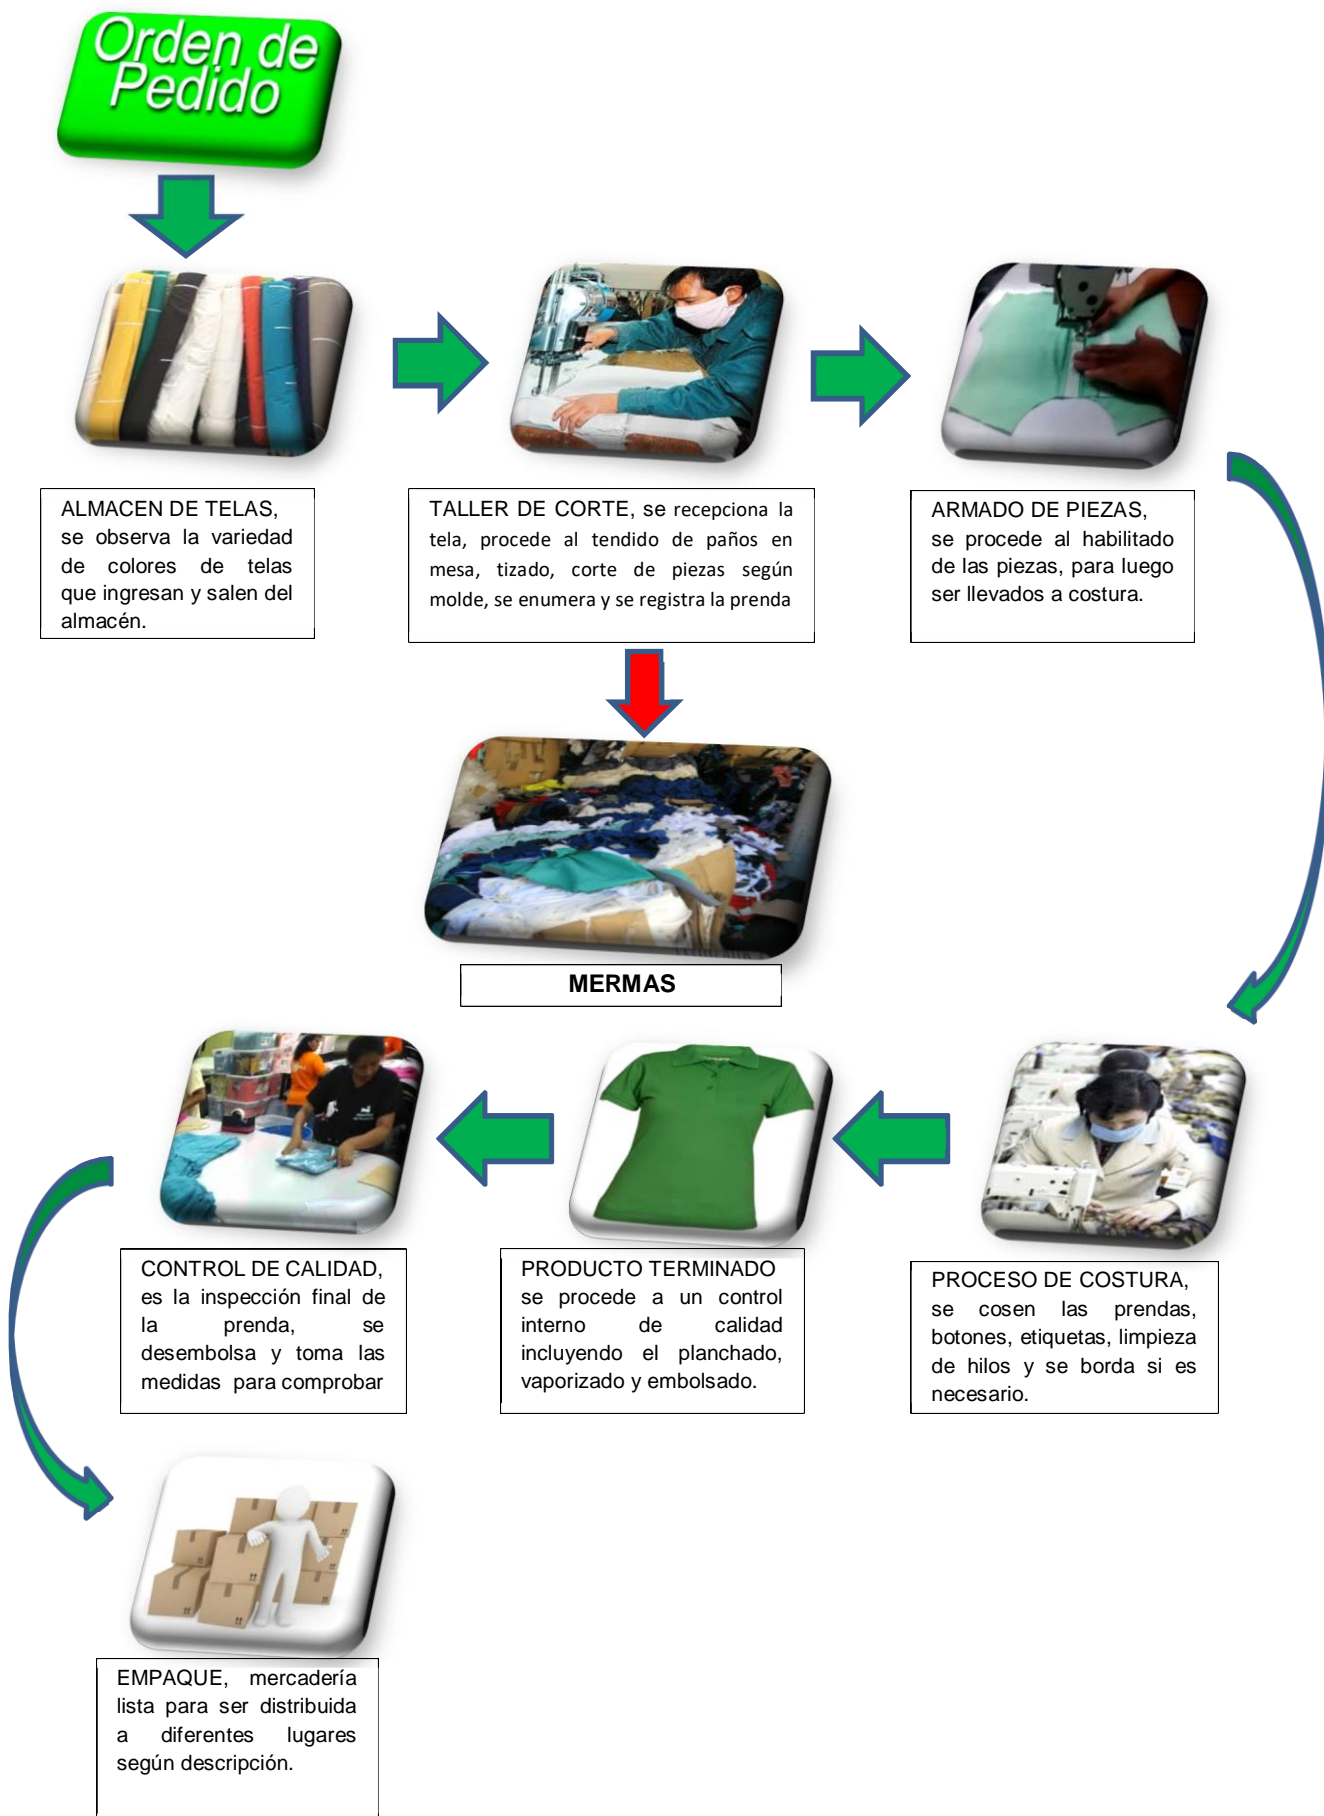 Orden de
Pedido
ALMACEN DE TELAS,
se observa la variedad
de colores de telas
que ingresan y salen del
almacén.
TALLER DE CORTE, se recepciona la
tela, procede al tendido de paños en
mesa, tizado, corte de piezas según
molde, se enumera y se registra la prenda
ARMADO DE PIEZAS,
se procede al habilitado
de las piezas, para luego
ser llevados a costura.
MERMAS
CONTROL DE CALIDAD,
es la inspección final de
la prenda, se
desembolsa y toma las
medidas para comprobar
PRODUCTO TERMINADO
se procede a un control
interno de calidad
incluyendo el planchado,
vaporizado y embolsado.
PROCESO DE COSTURA,
se cosen las prendas,
botones, etiquetas, limpieza
de hilos y se borda si es
necesario.
EMPAQUE, mercadería
lista para ser distribuida
a diferentes lugares
según descripción.